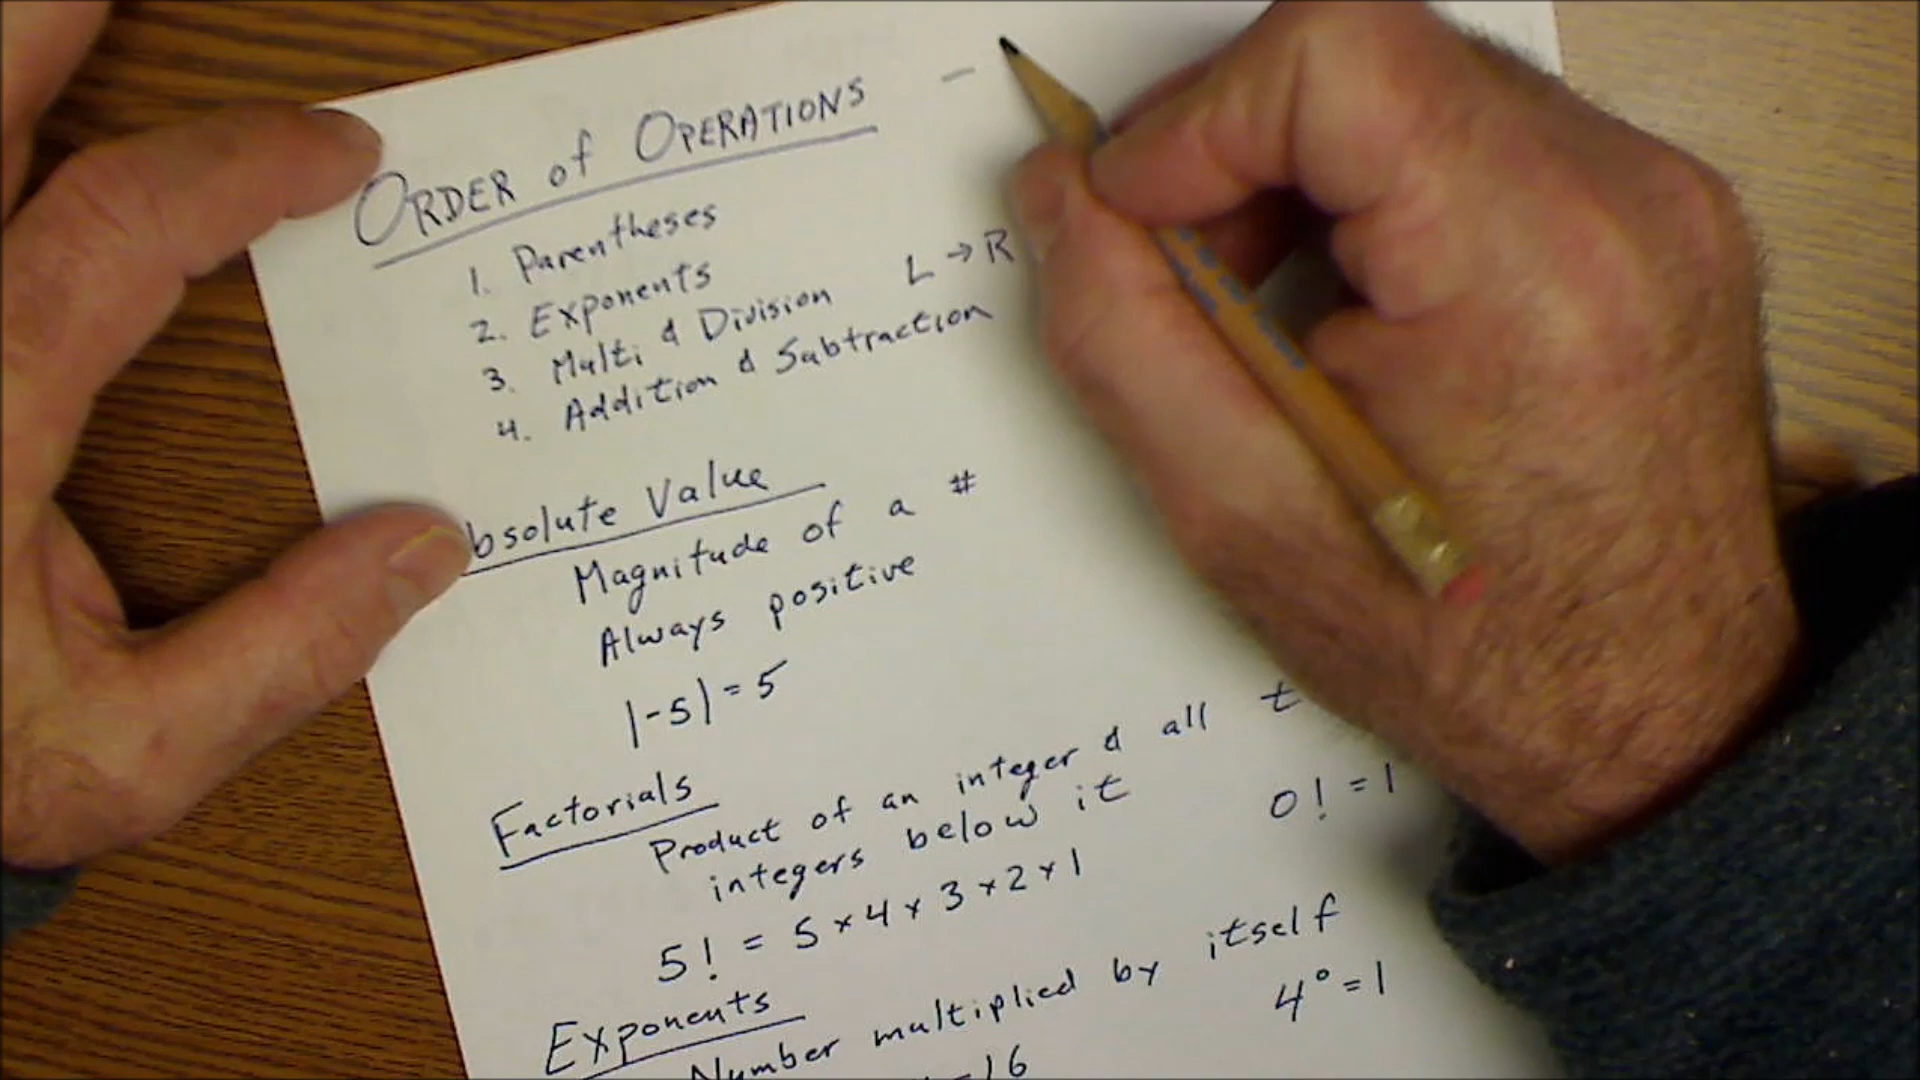 ORDER of OPERATIONS -
1. Parentheses
2. Exponents
3. Multi & Division L → R
4. Addition & Subtraction
bsolute Value
Magnitude of a #
Always positive
|-5| = 5
Factorials
Product of an integer & all t
integers below it 0! = 1
5! = 5 × 4 × 3 × 2 × 1
Exponents
Number multiplied by itself
=16 4⁰ = 1